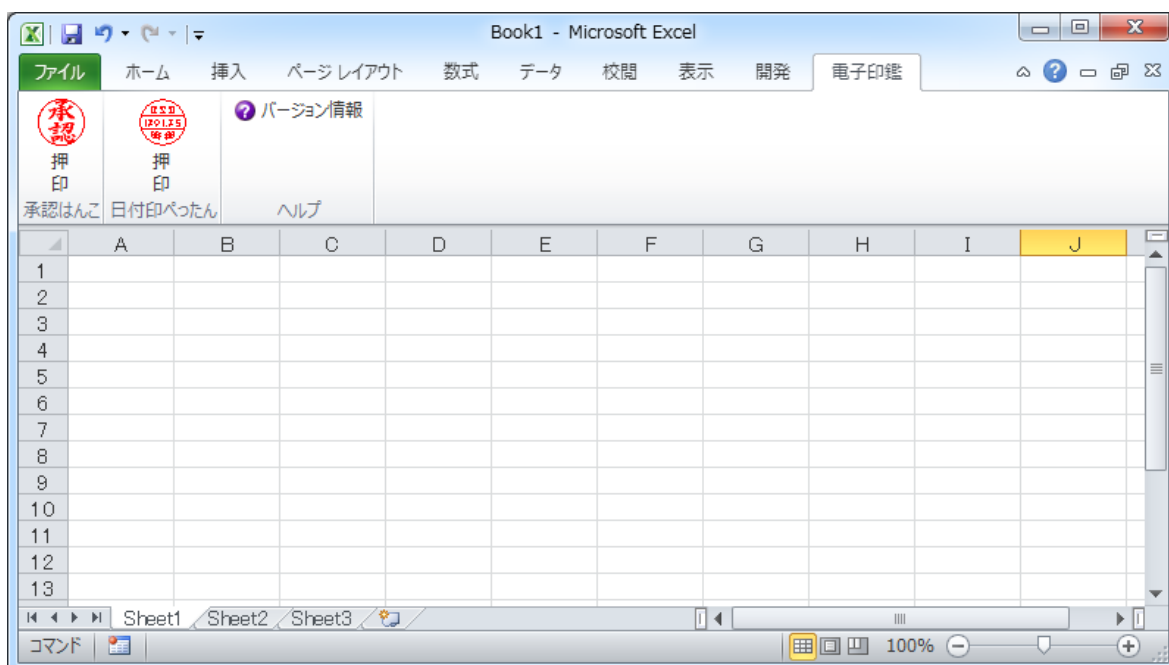 Book1 - Microsoft Excel
ファイル ホーム 挿入 ページ レイアウト 数式 データ 校閲 表示 開発 電子印鑑
承認
バージョン情報
押印 押印
承認はんこ 日付印ぺったん ヘルプ
A B C D E F G H I J
1
2
3
4
5
6
7
8
9
10
11
12
13
Sheet1 Sheet2 Sheet3
コマンド 100%